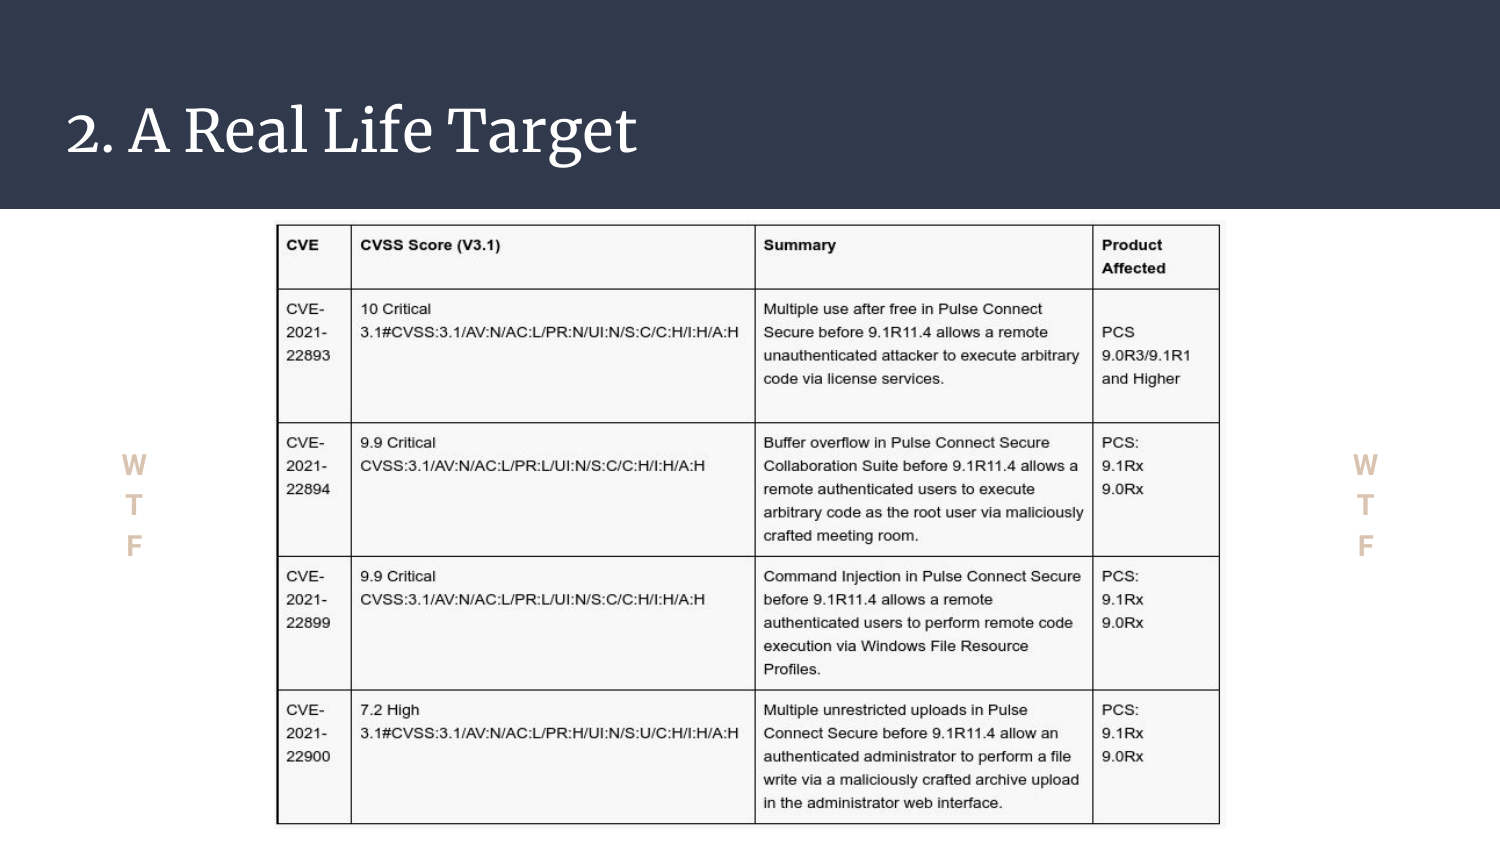 2. A Real Life Target
W
T
F
CVE
CVSS Score (V3.1)
Summary
Product
Affected
CVE-
2021-
22893
10 Critical
3.1#CVSS:3.1/AV:N/AC:L/PR:N/UI:N/S:C/C:H/I:H/A:H
Multiple use after free in Pulse Connect
Secure before 9.1R11.4 allows a remote
unauthenticated attacker to execute arbitrary
code via license services.
PCS
9.0R3/9.1R1
and Higher
CVE-
2021-
22894
9.9 Critical
CVSS:3.1/AV:N/AC:L/PR:L/UI:N/S:C/C:H/I:H/A:H
Buffer overflow in Pulse Connect Secure
Collaboration Suite before 9.1R11.4 allows a
remote authenticated users to execute
arbitrary code as the root user via maliciously
crafted meeting room.
PCS:
9.1Rx
9.0Rx
CVE-
2021-
22899
9.9 Critical
CVSS:3.1/AV:N/AC:L/PR:L/UI:N/S:C/C:H/I:H/A:H
Command Injection in Pulse Connect Secure
before 9.1R11.4 allows a remote
authenticated users to perform remote code
execution via Windows File Resource
Profiles.
PCS:
9.1Rx
9.0Rx
CVE-
2021-
22900
7.2 High
3.1#CVSS:3.1/AV:N/AC:L/PR:H/UI:N/S:U/C:H/I:H/A:H
Multiple unrestricted uploads in Pulse
Connect Secure before 9.1R11.4 allow an
authenticated administrator to perform a file
write via a maliciously crafted archive upload
in the administrator web interface.
PCS:
9.1Rx
9.0Rx
W
T
F